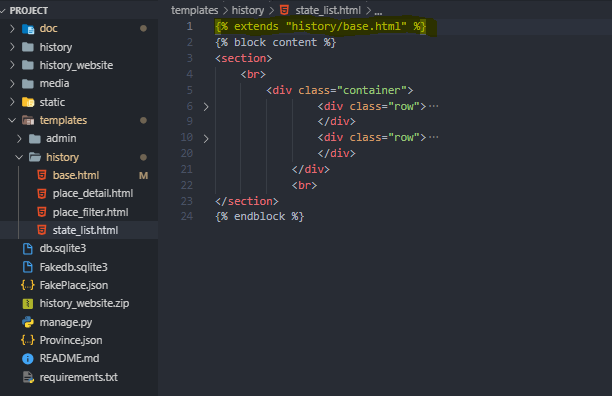 PROJECT
doc
history
history_website
media
static
templates
admin
history
base.html M
place_detail.html
place_filter.html
state_list.html
db.sqlite3
Fakedb.sqlite3
FakePlace.json
history_website.zip
manage.py
Province.json
README.md
requirements.txt
templates > history > state_list.html > ...
1 {% extends "history/base.html" %}
2 {% block content %}
3 <section>
4 <br>
5 <div class="container">
6 <div class="row">…
9 </div>
10 <div class="row">…
20 </div>
21 </div>
22 <br>
23 </section>
24 {% endblock %}